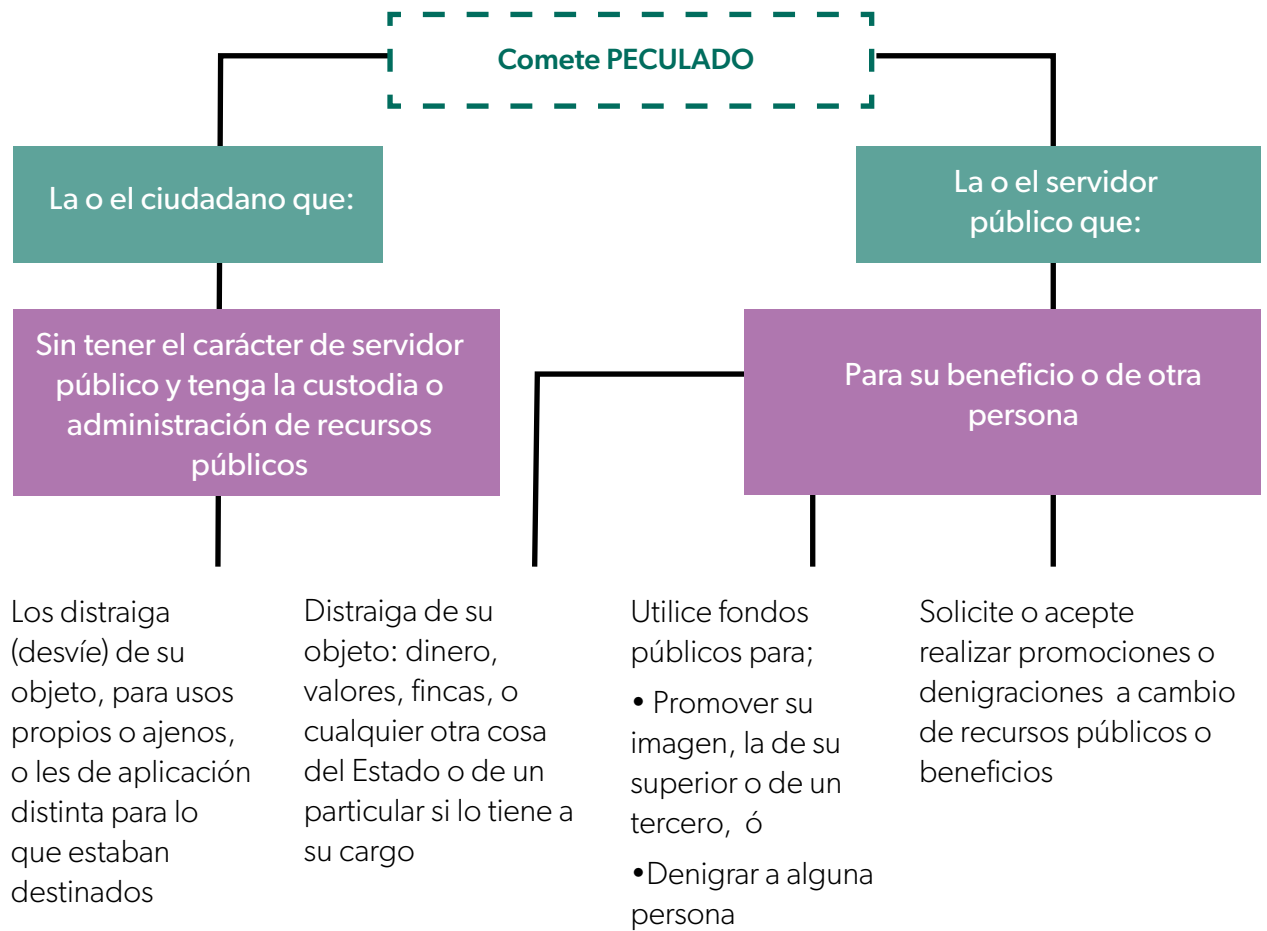 Comete PECULADO
La o el ciudadano que:
La o el servidor
público que:
Sin tener el carácter de servidor
público y tenga la custodia o
administración de recursos
públicos
Para su beneficio o de otra
persona
Los distraiga
(desvíe) de su
objeto, para usos
propios o ajenos,
o les de aplicación
distinta para lo
que estaban
destinados
Distraiga de su
objeto: dinero,
valores, fincas, o
cualquier otra cosa
del Estado o de un
particular si lo tiene a
su cargo
Utilice fondos
públicos para;
• Promover su
imagen, la de su
superior o de un
tercero, ó
•Denigrar a alguna
persona
Solicite o acepte
realizar promociones o
denigraciones a cambio
de recursos públicos o
beneficios